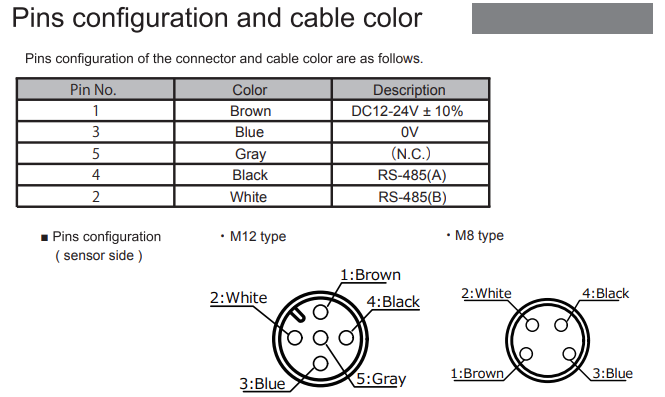 Pins configuration and cable color
Pins configuration of the connector and cable color are as follows.
Pin No. Color Description
1 Brown DC12-24V ± 10%
3 Blue 0V
5 Gray (N.C.)
4 Black RS-485(A)
2 White RS-485(B)
■ Pins configuration ・M12 type ・M8 type
( sensor side )
1:Brown
2:White 4:Black 2:White 4:Black
3:Blue 5:Gray 1:Brown 3:Blue